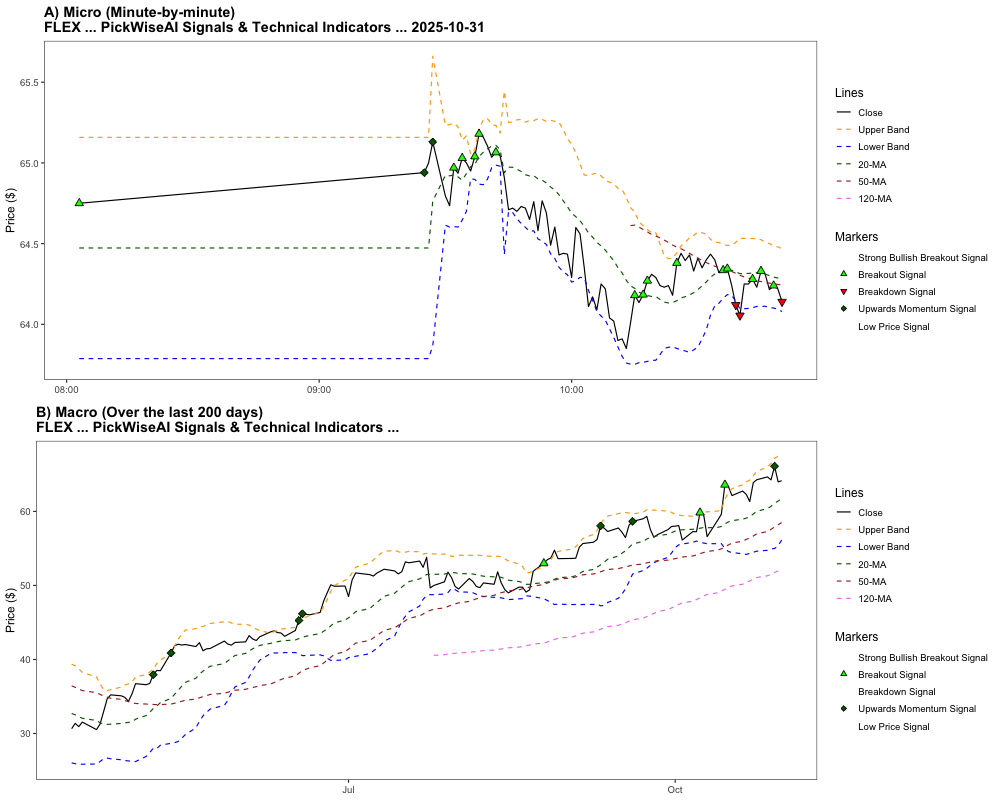 A) Micro (Minute-by-minute)
FLEX ... PickWiseAI Signals & Technical Indicators ... 2025-10-31
65.5
65.0
64.5
64.0
Price ($)
08:00
09:00
10:00
Lines
Close
Upper Band
Lower Band
20-MA
50-MA
120-MA
Markers
Strong Bullish Breakout Signal
Breakout Signal
Breakdown Signal
Upwards Momentum Signal
Low Price Signal
B) Macro (Over the last 200 days)
FLEX ... PickWiseAI Signals & Technical Indicators ...
60
50
40
30
Price ($)
Jul
Oct
Lines
Close
Upper Band
Lower Band
20-MA
50-MA
120-MA
Markers
Strong Bullish Breakout Signal
Breakout Signal
Breakdown Signal
Upwards Momentum Signal
Low Price Signal